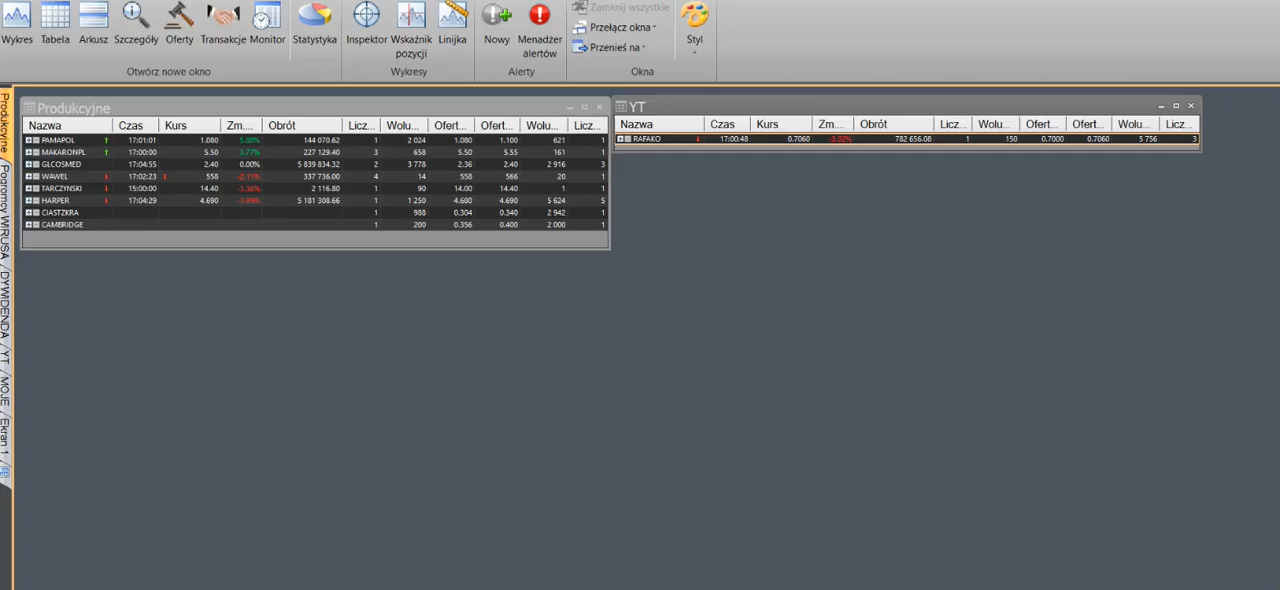 Wykres Tabela Arkusz Szczegóły Oferty Transakcje Monitor Statystyka Inspektor Wskaźnik pozycji Linijka Nowy Menadżer alertów Styl
Zamknij wszystkie
Przełącz okna
Przenieś na
Otwórz nowe okno Wykresy Alerty Okna
Produkcyjne
Nazwa Czas Kurs Zm.... Obrót Licz... Wolu... Ofert... Ofert... Wolu... Licz...
PAMAPOL 17:01:01 1.080 5.88% 144 070.62 1 2 024 1.080 1.100 621 1
MAKARONPL 17:00:00 5.50 3.77% 227 129.40 3 658 5.50 5.55 161 1
GLCOSMED 17:04:55 2.40 0.00% 5 839 834.32 2 3 778 2.36 2.40 2 916 3
WAWEL 17:02:23 558 -2.11% 337 736.00 4 14 558 566 20 1
TARCZYNSKI 15:00:00 14.40 -3.36% 2 116.80 1 90 14.00 14.40 1 1
HARPER 17:04:29 4.690 -3.89% 5 181 308.66 1 1 250 4.680 4.690 5 624 5
CIASTZKRA 1 988 0.304 0.340 2 942 1
CAMBRIDGE 1 200 0.356 0.400 2 000 1
YT
Nazwa Czas Kurs Zm.... Obrót Licz... Wolu... Ofert... Ofert... Wolu... Licz...
RAFAKO 17:00:48 0.7060 -3.02% 782 656.08 1 150 0.7000 0.7060 5 756 3
Produkcyjne
Pogromcy WIRUSA
DYWIDENDA
YT
MOJE
Ekran 1